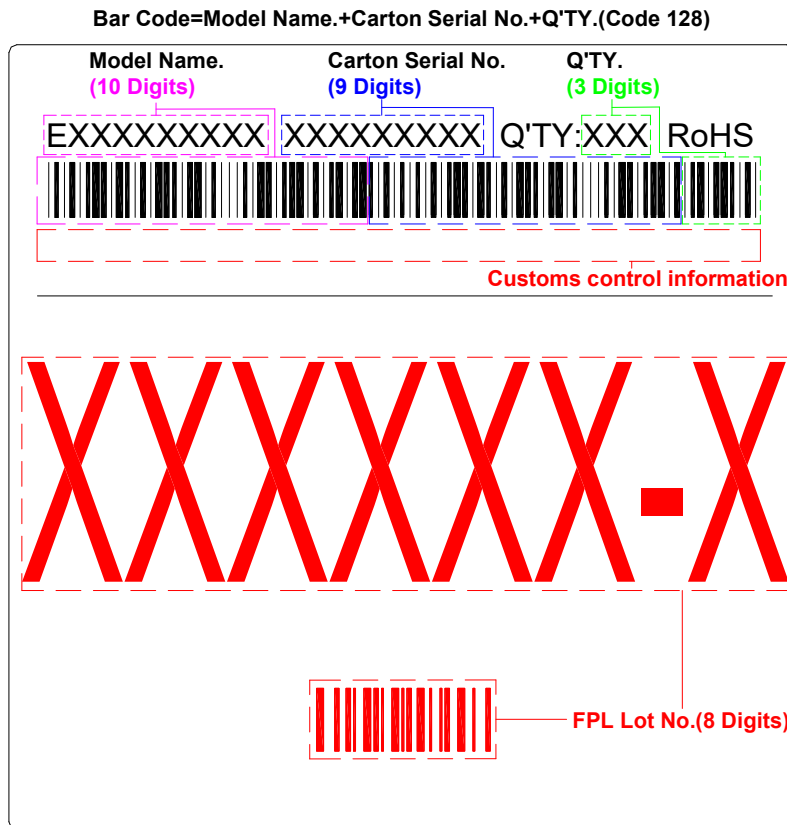 Bar Code=Model Name.+Carton Serial No.+Q'TY.(Code 128)
Model Name. Carton Serial No. Q'TY.
(10 Digits) (9 Digits) (3 Digits)
EXXXXXXXXX XXXXXXXXX Q'TY:XXX RoHS
Customs control information
XXXXXX-X
FPL Lot No.(8 Digits)